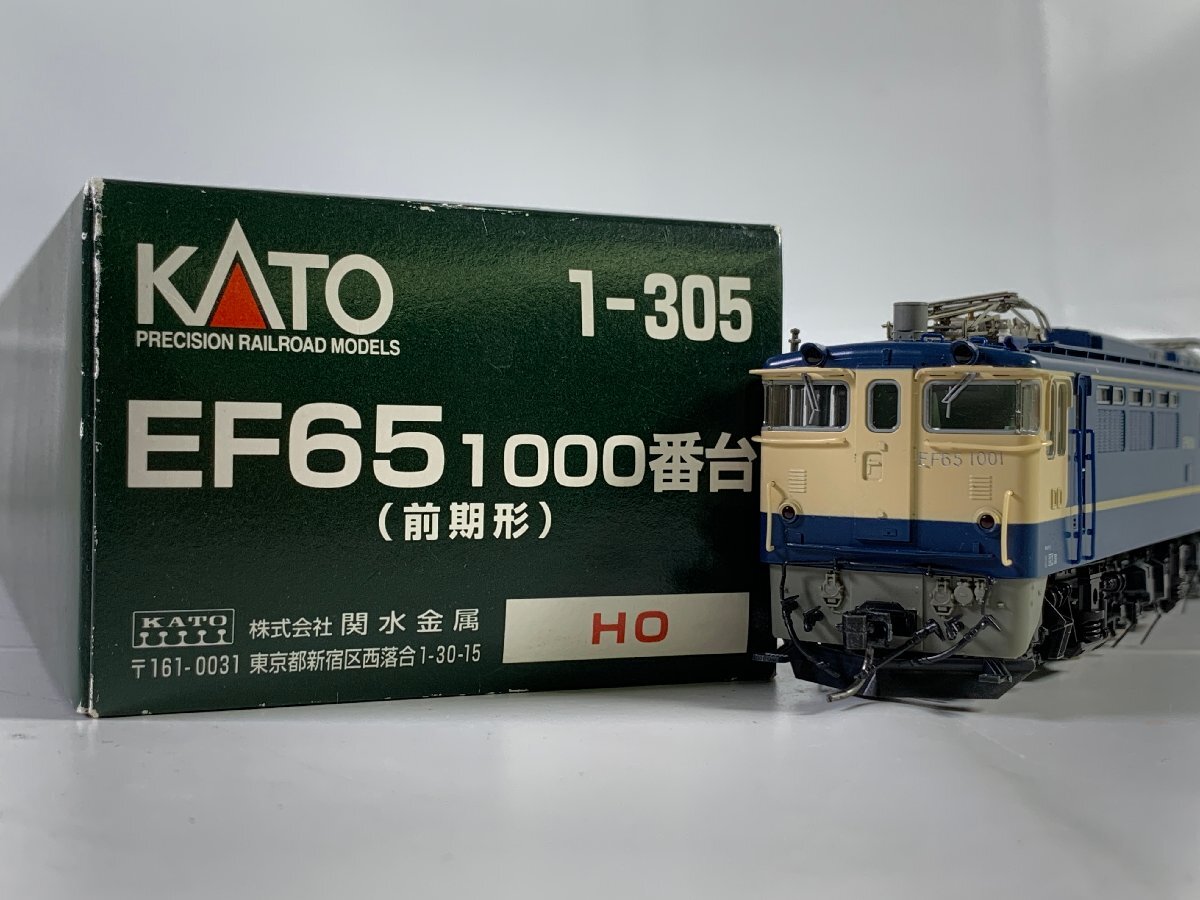 KATO
PRECISION RAILROAD MODELS
1-305
EF65 1000番台
(前期形)
KATO
株式会社 関水金属
〒161-0031 東京都新宿区西落合1-30-15
HO
F
EF65 1001